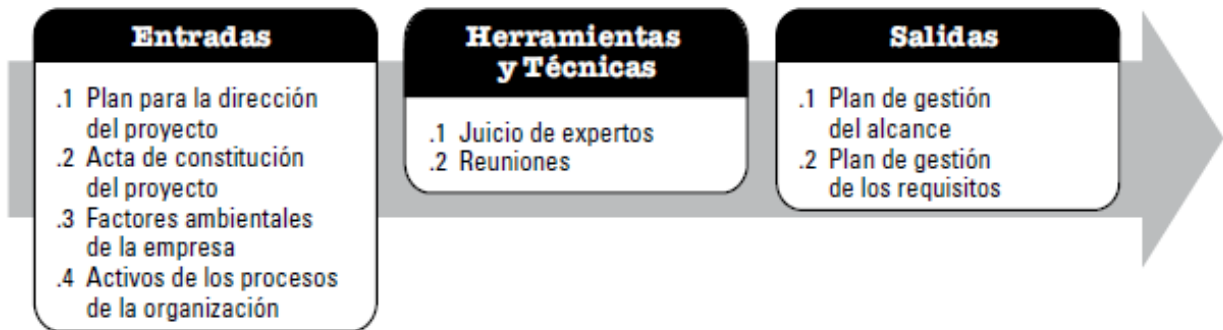 Entradas
.1 Plan para la dirección
del proyecto
.2 Acta de constitución
del proyecto
.3 Factores ambientales
de la empresa
.4 Activos de los procesos
de la organización
Herramientas
y Técnicas
.1 Juicio de expertos
.2 Reuniones
Salidas
.1 Plan de gestión
del alcance
.2 Plan de gestión
de los requisitos